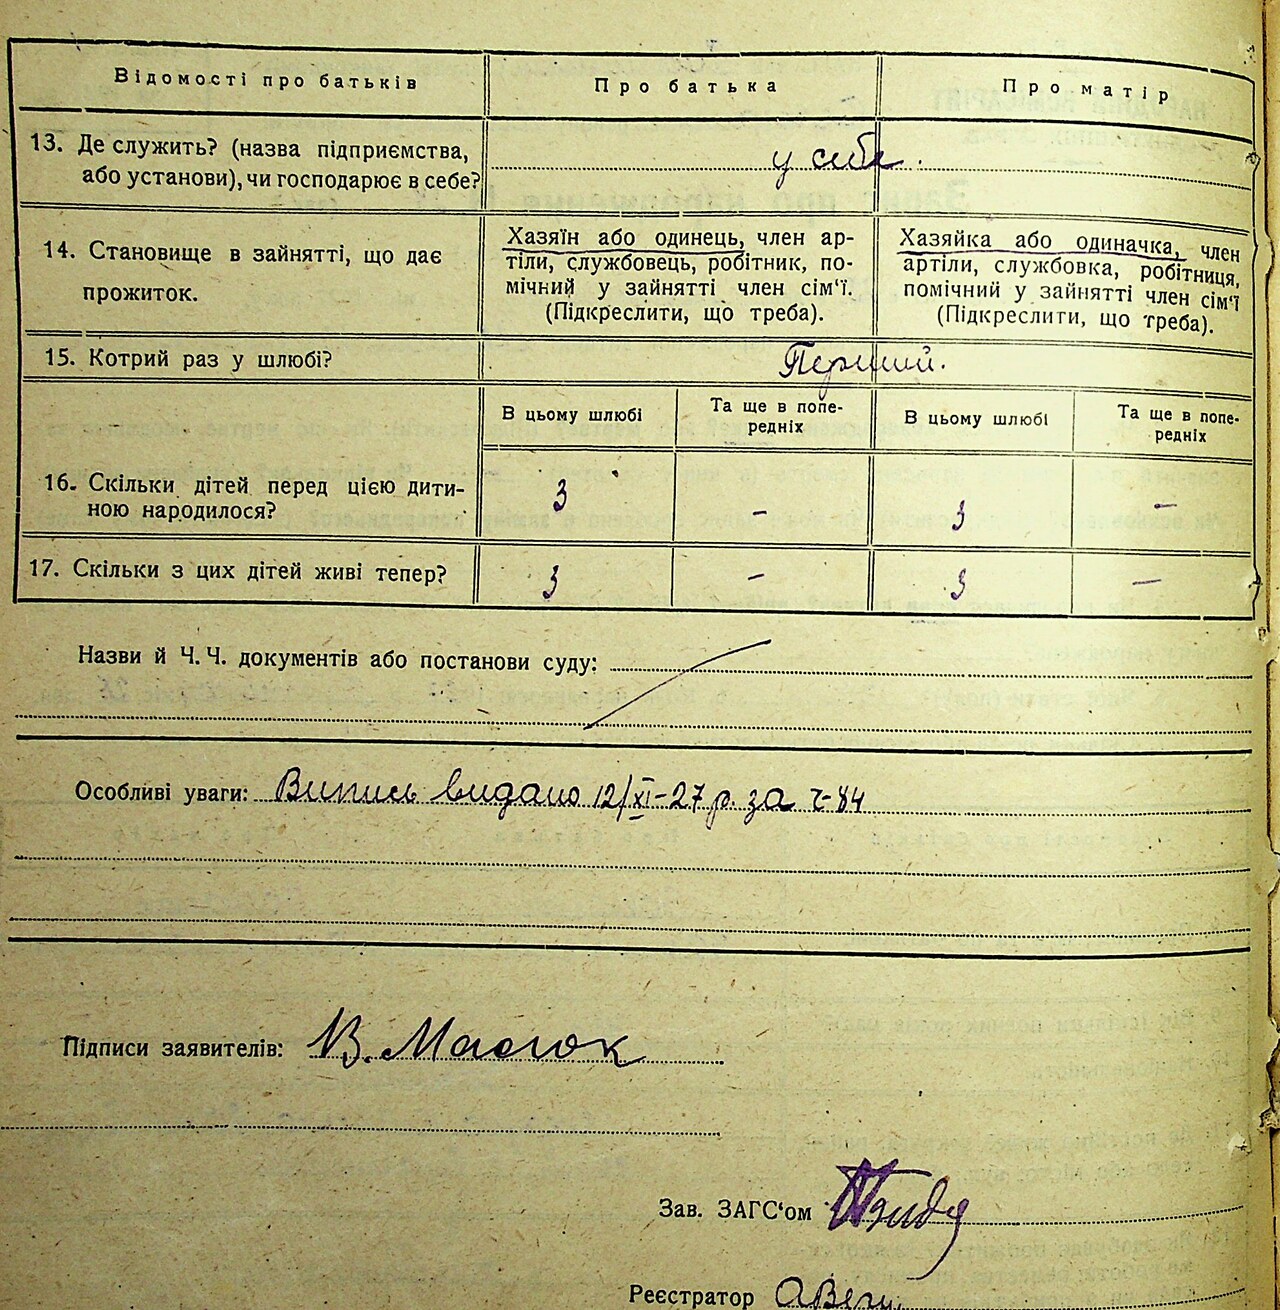 Відомості про батьків Про батька Про матір
13. Де служить? (назва підприємства,
або установи), чи господарює в себе?
у себе.
14. Становище в зайнятті, що дає
прожиток.
Хазяїн або одинець, член ар-
тіли, службовець, робітник, по-
мічний у зайнятті член сім‘ї.
(Підкреслити, що треба).
Хазяйка або одиначка, член
артіли, службовка, робітниця,
помічний у зайнятті член сім‘ї
(Підкреслити, що треба).
15. Котрий раз у шлюбі? Перший.
В цьому шлюбі
Та ще в попе-
редніх
В цьому шлюбі
Та ще в попе-
редніх
16. Скільки дітей перед цією дити-
ною народилося?
3 – 3 –
17. Скільки з цих дітей живі тепер? 3 – 3 –
Назви й Ч. Ч. документів або постанови суду:
Особливі уваги: Випись видано 12/XI-27 р. за ч-84
Підписи заявителів: В. Масюк
Зав. ЗАГС‘ом
Реєстратор